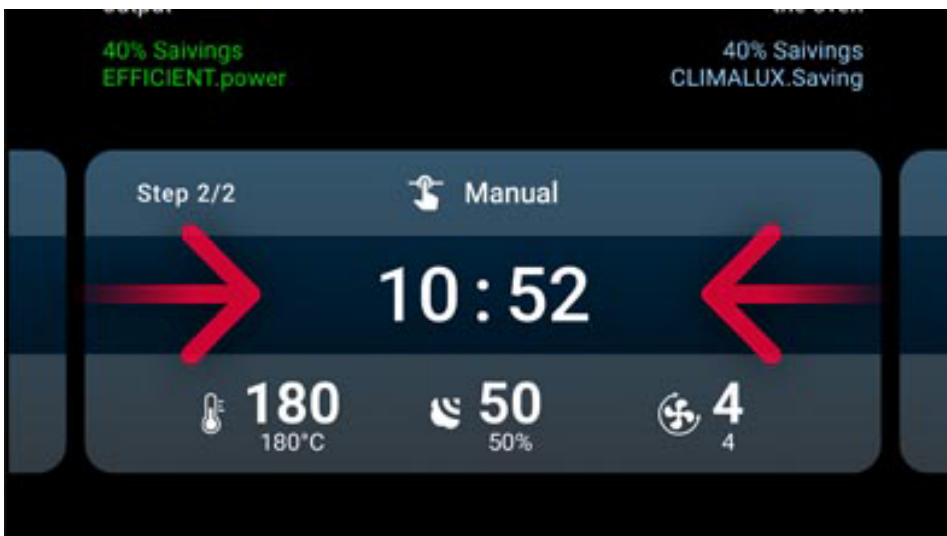 40% Saivings
EFFICIENT.power
40% Saivings
CLIMALUX.Saving
Step 2/2
Manual
10:52
180
180°C
50
50%
4
4